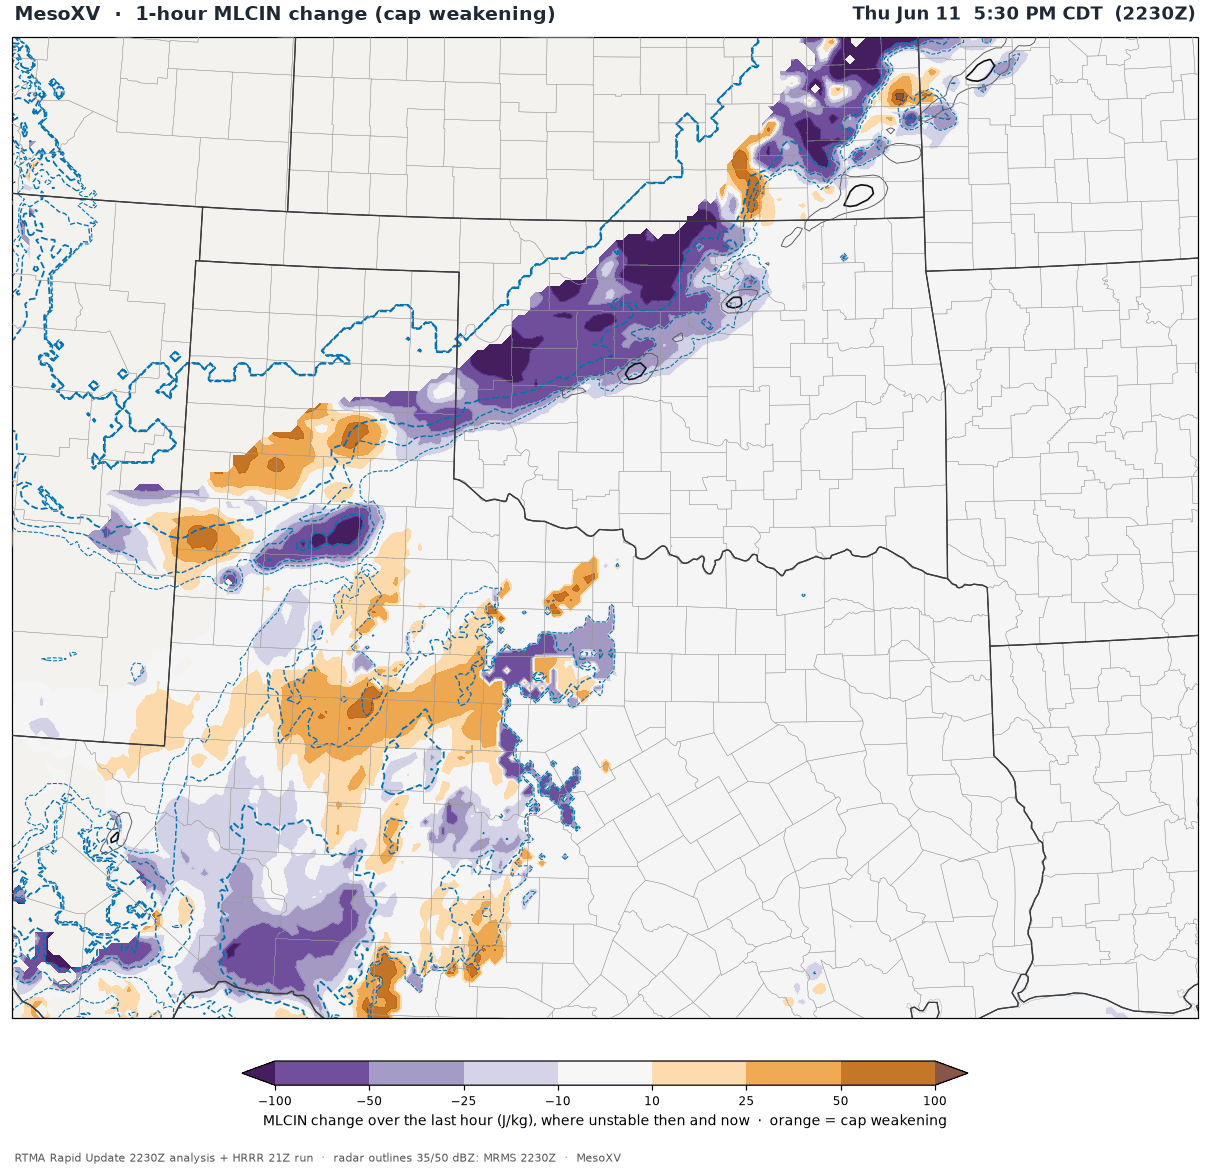 MesoXV · 1-hour MLCIN change (cap weakening)
Thu Jun 11 5:30 PM CDT (2230Z)
−100 −50 −25 −10 10 25 50 100
MLCIN change over the last hour (J/kg), where unstable then and now · orange = cap weakening
RTMA Rapid Update 2230Z analysis + HRRR 21Z run · radar outlines 35/50 dBZ: MRMS 2230Z · MesoXV